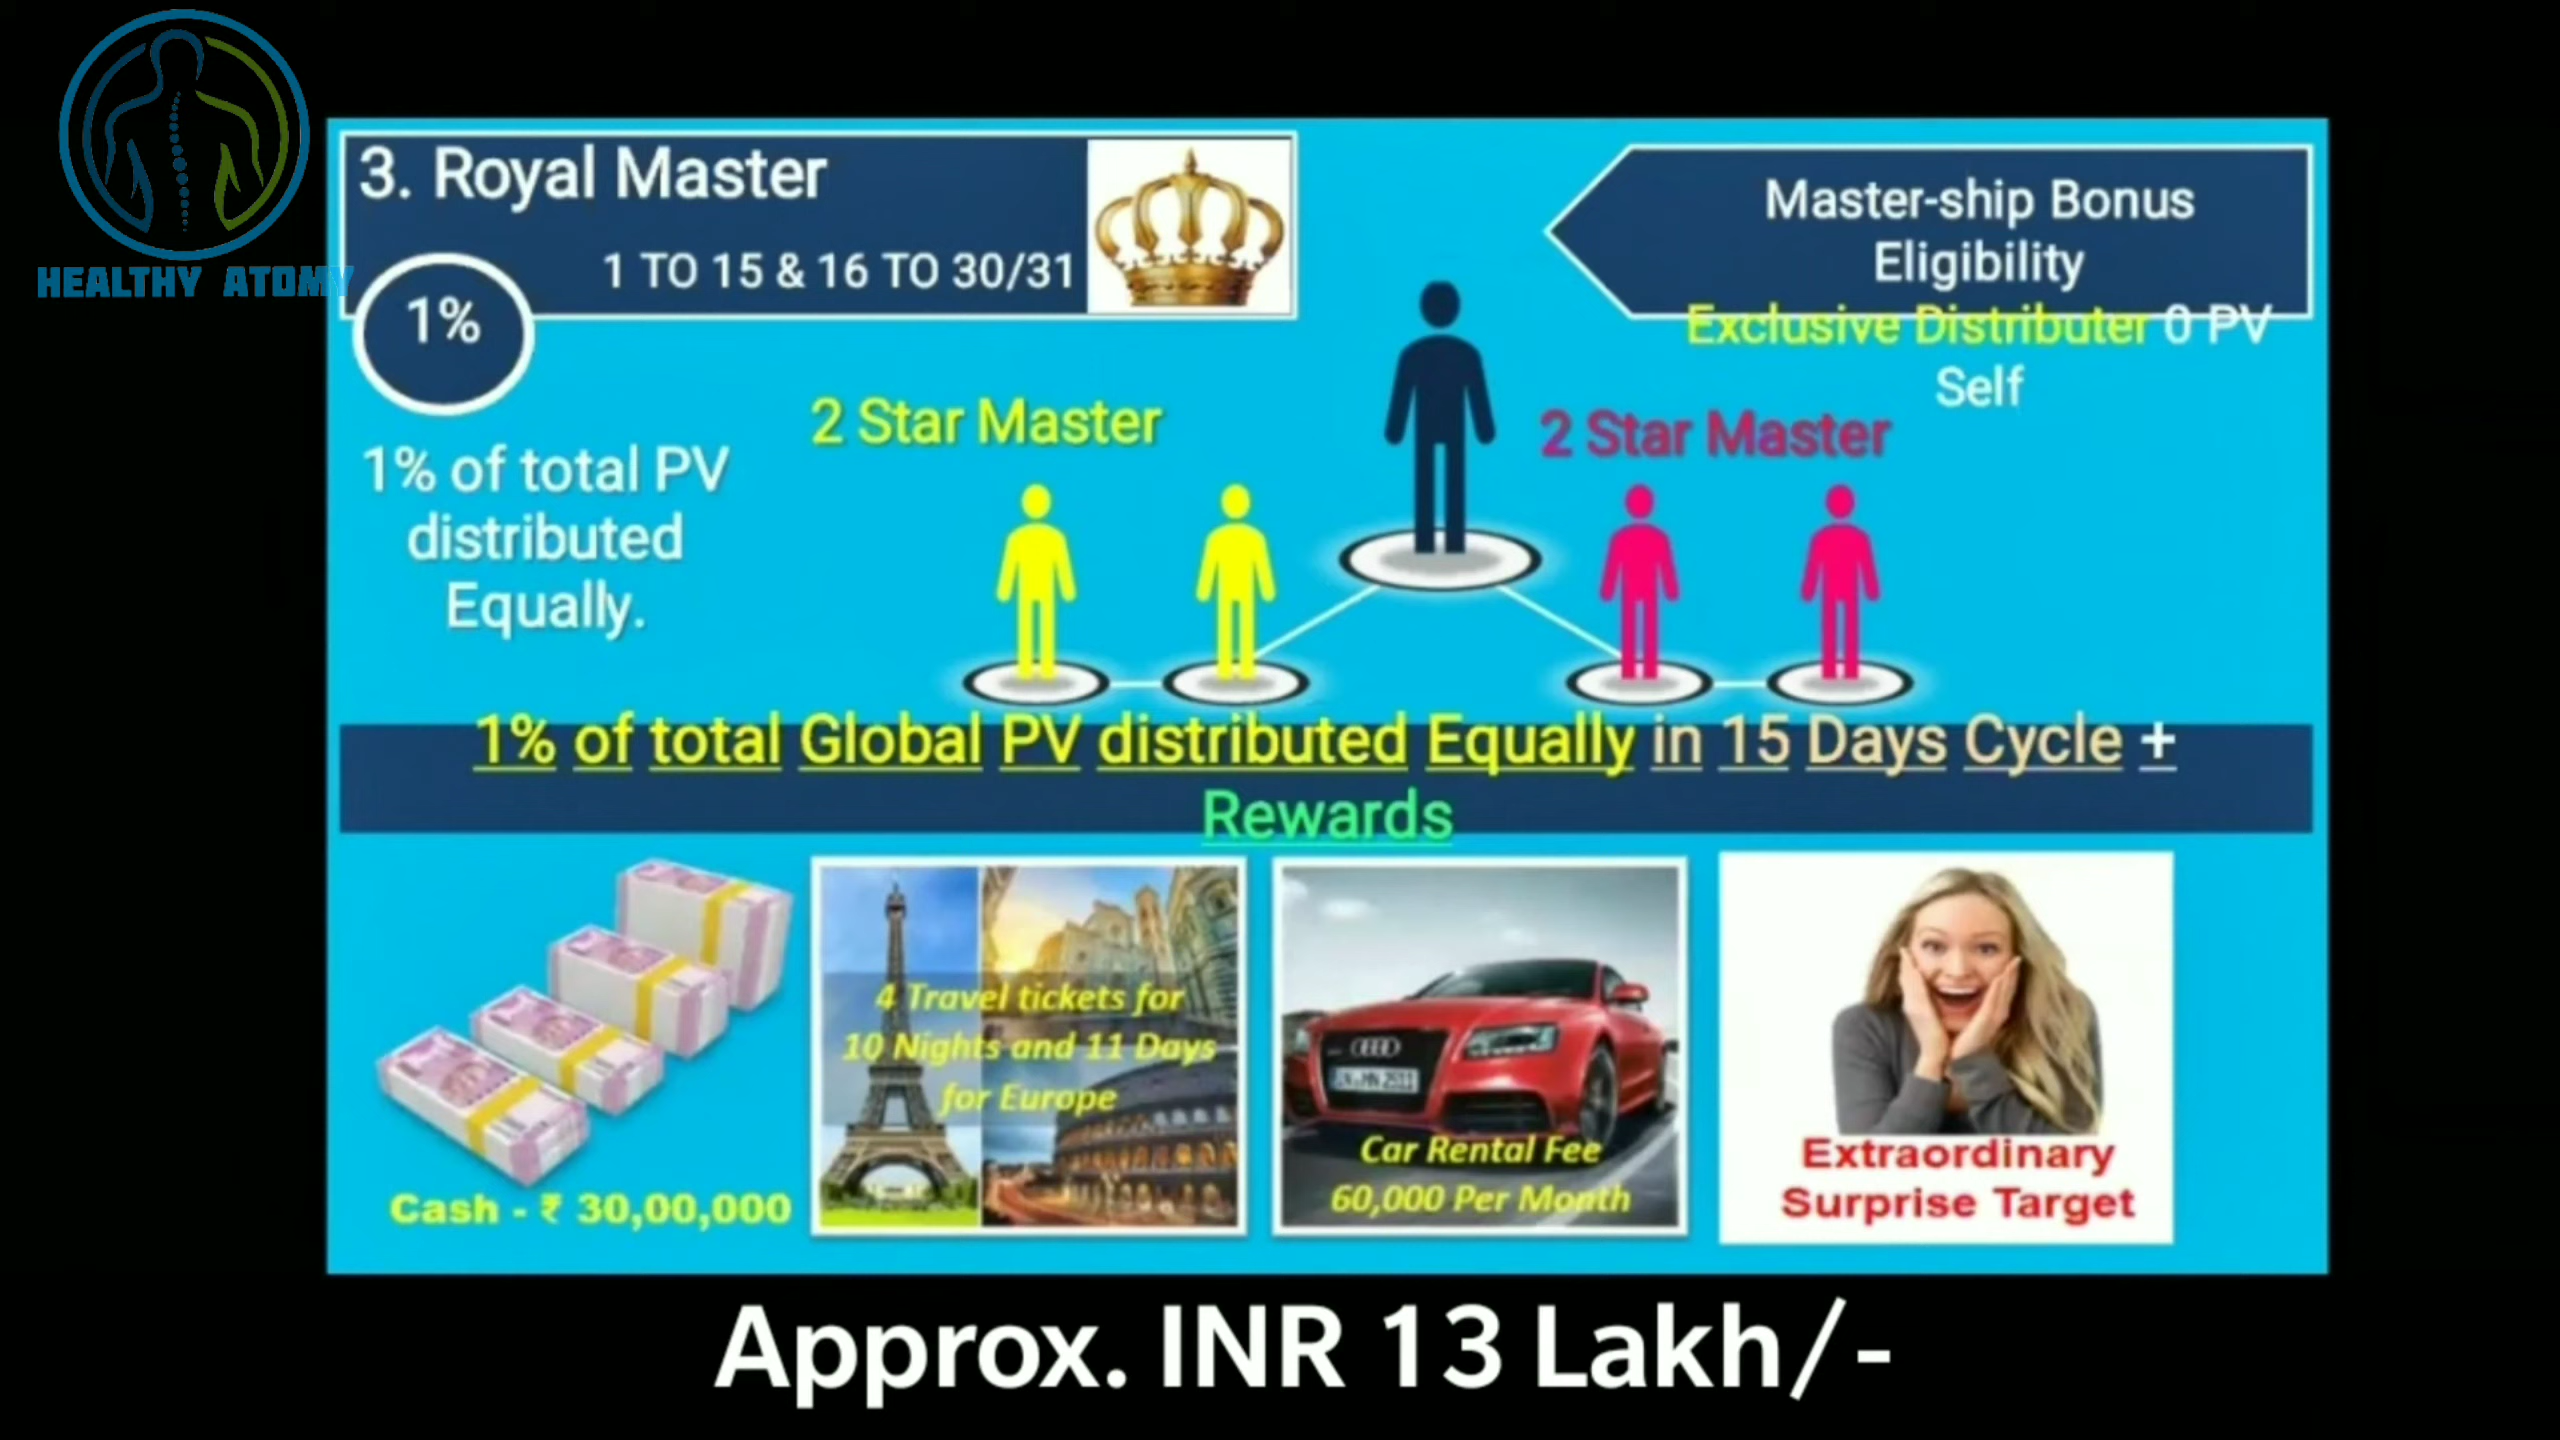 HEALTHY ATOMY
3. Royal Master
1 TO 15 & 16 TO 30/31
1%
1% of total PV
distributed
Equally.
Master-ship Bonus
Eligibility
Exclusive Distributer 0 PV
Self
2 Star Master
2 Star Master
1% of total Global PV distributed Equally in 15 Days Cycle +
Rewards
Cash - ₹ 30,00,000
4 Travel tickets for
10 Nights and 11 Days
for Europe
Car Rental Fee
60,000 Per Month
Extraordinary
Surprise Target
Approx. INR 13 Lakh/-